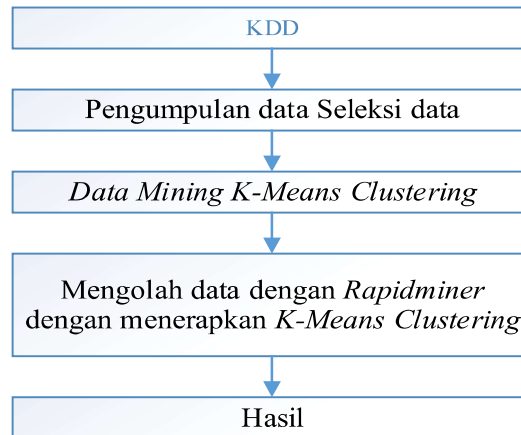 KDD
Pengumpulan data Seleksi data
Data Mining K-Means Clustering
Mengolah data dengan Rapidminer
dengan menerapkan K-Means Clustering
Hasil